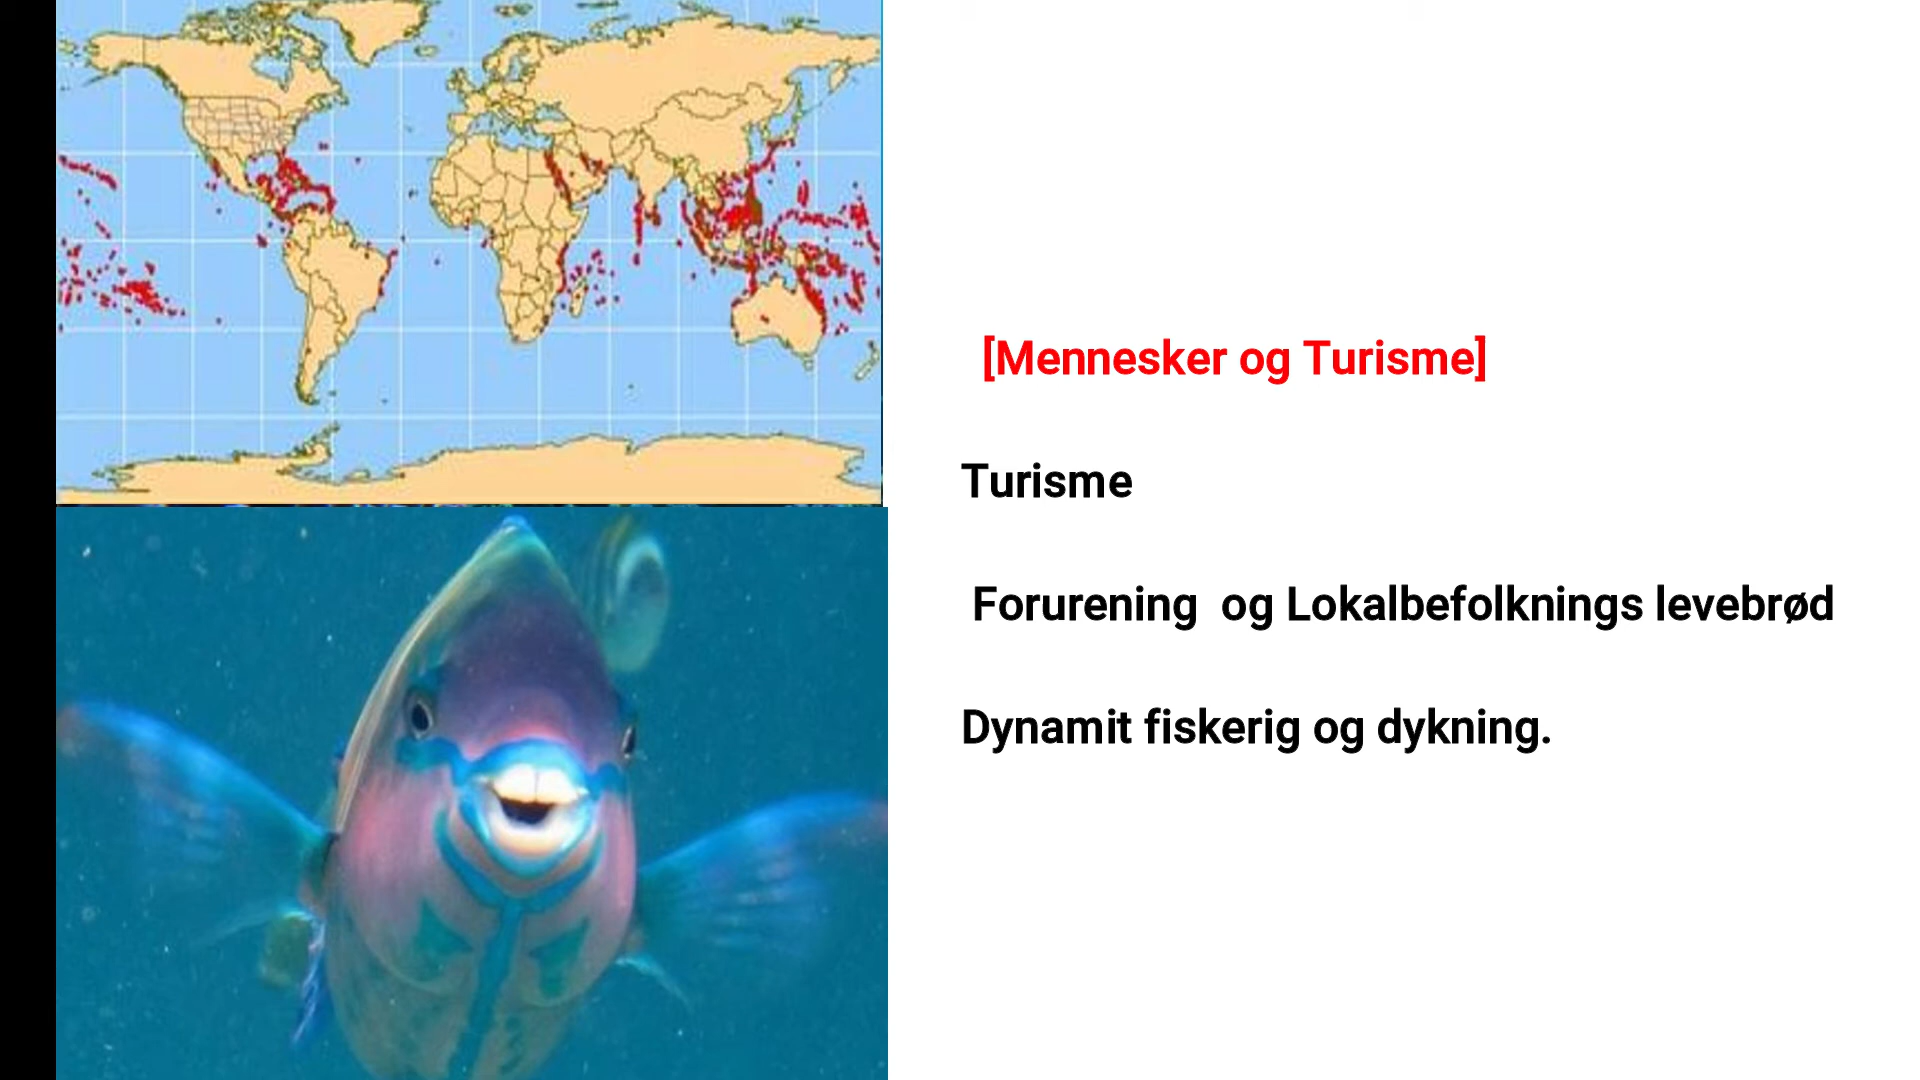 [Mennesker og Turisme]
Turisme
Forurening og Lokalbefolknings levebrød
Dynamit fiskerig og dykning.